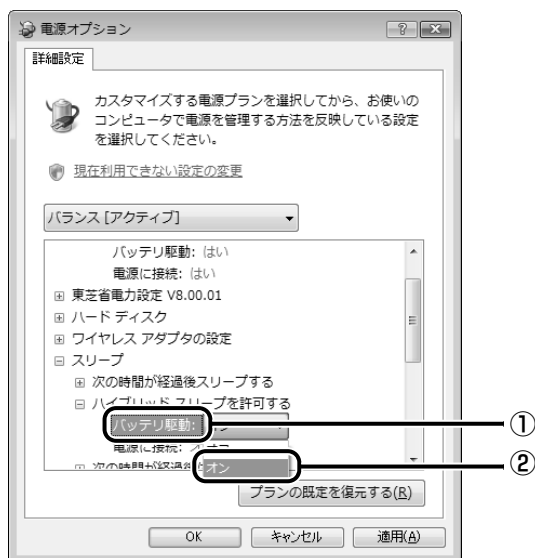 電源オプション
詳細設定
カスタマイズする電源プランを選択してから、お使いの
コンピュータで電源を管理する方法を反映している設定
を選択してください。
現在利用できない設定の変更
バランス [アクティブ]
バッテリ駆動: はい
電源に接続: はい
東芝省電力設定 V8.00.01
ハード ディスク
ワイヤレス アダプタの設定
スリープ
次の時間が経過後スリープする
ハイブリッド スリープを許可する
バッテリ駆動:
①
電源に接続:
次の時間が経過後
オン
②
プランの既定を復元する(R)
OK
キャンセル
適用(A)